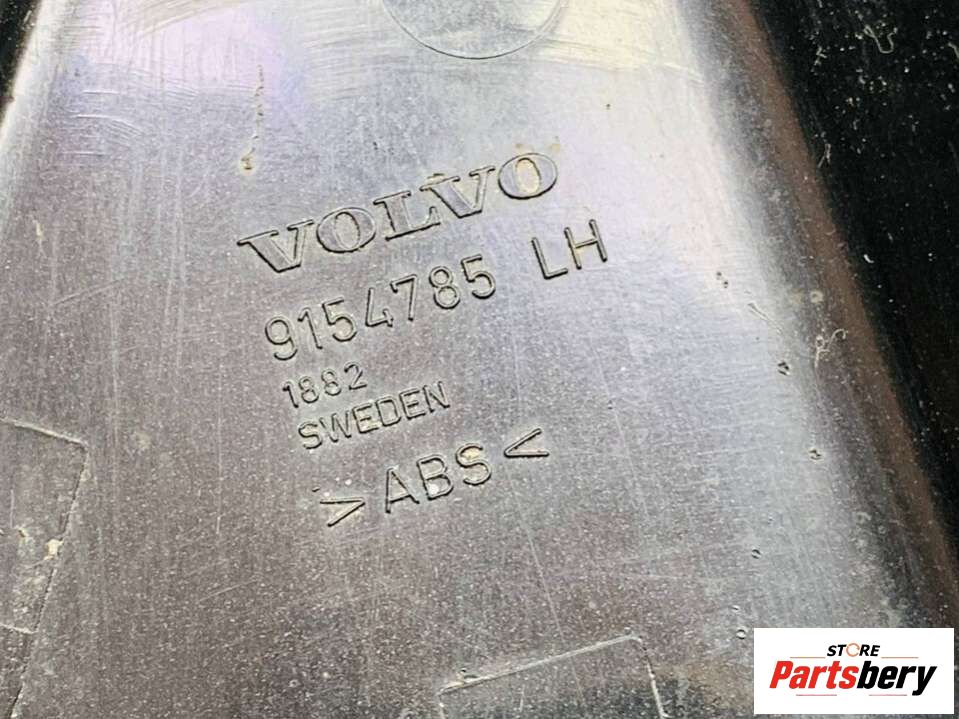 VOLVO
9154785 LH
1882
SWEDEN
>ABS<
STORE
Partsbery